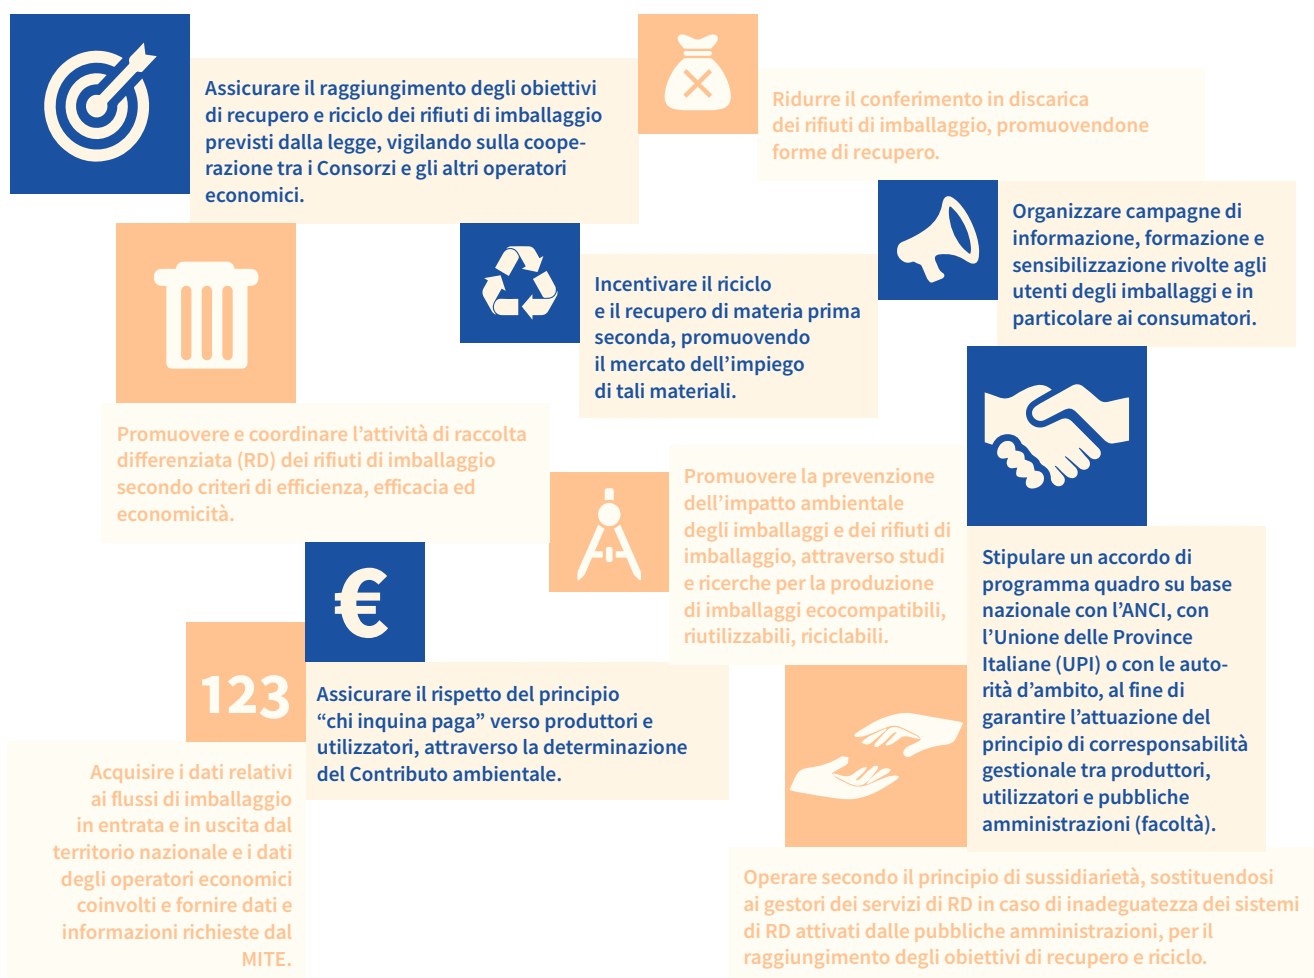 Assicurare il raggiungimento degli obiettivi
di recupero e riciclo dei rifiuti di imballaggio
previsti dalla legge, vigilando sulla coope-
razione tra i Consorzi e gli altri operatori
economici.
Ridurre il conferimento in discarica
dei rifiuti di imballaggio, promuovendone
forme di recupero.
Organizzare campagne di
informazione, formazione e
sensibilizzazione rivolte agli
utenti degli imballaggi e in
particolare ai consumatori.
Incentivare il riciclo
e il recupero di materia prima
seconda, promuovendo
il mercato dell’impiego
di tali materiali.
Promuovere e coordinare l’attività di raccolta
differenziata (RD) dei rifiuti di imballaggio
secondo criteri di efficienza, efficacia ed
economicità.
Promuovere la prevenzione
dell’impatto ambientale
degli imballaggi e dei rifiuti di
imballaggio, attraverso studi
e ricerche per la produzione
di imballaggi ecocompatibili,
riutilizzabili, riciclabili.
Stipulare un accordo di
programma quadro su base
nazionale con l’ANCI, con
l’Unione delle Province
Italiane (UPI) o con le auto-
rità d’ambito, al fine di
garantire l’attuazione del
principio di corresponsabilità
gestionale tra produttori,
utilizzatori e pubbliche
amministrazioni (facoltà).
€
Assicurare il rispetto del principio
“chi inquina paga” verso produttori e
utilizzatori, attraverso la determinazione
del Contributo ambientale.
123
Acquisire i dati relativi
ai flussi di imballaggio
in entrata e in uscita dal
territorio nazionale e i dati
degli operatori economici
coinvolti e fornire dati e
informazioni richieste dal
MITE.
Operare secondo il principio di sussidiarietà, sostituendosi
ai gestori dei servizi di RD in caso di inadeguatezza dei sistemi
di RD attivati dalle pubbliche amministrazioni, per il
raggiungimento degli obiettivi di recupero e riciclo.